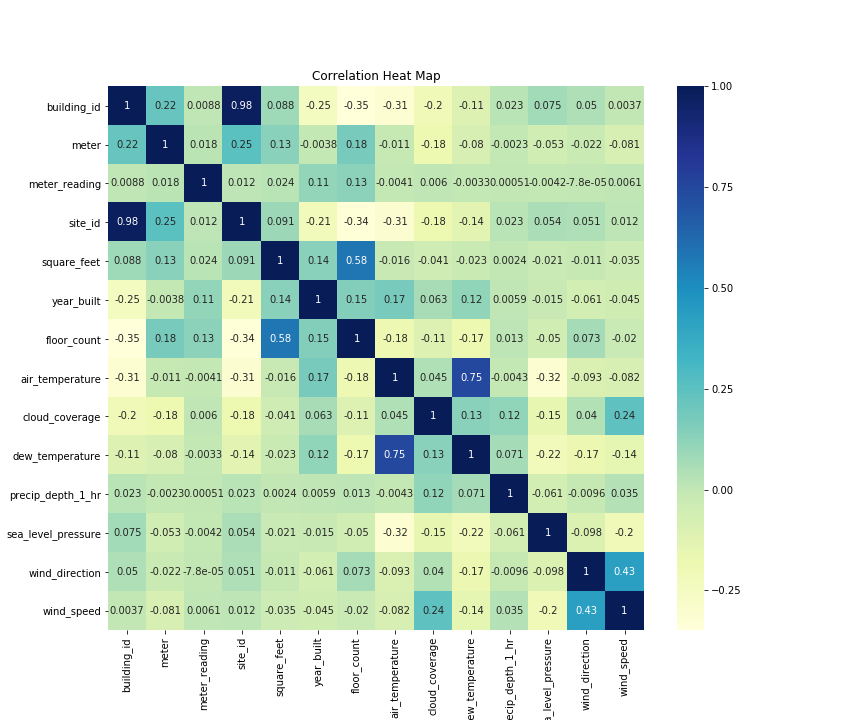 Correlation Heat Map
building_id 1 0.22 0.0088 0.98 0.088 -0.25 -0.35 -0.31 -0.2 -0.11 0.023 0.075 0.05 0.0037
meter 0.22 1 0.018 0.25 0.13 -0.0038 0.18 -0.011 -0.18 -0.08 -0.0023 -0.053 -0.022 -0.081
meter_reading 0.0088 0.018 1 0.012 0.024 0.11 0.13 -0.0041 0.006 -0.0033 0.00051 -0.0042 -7.8e-05 0.0061
site_id 0.98 0.25 0.012 1 0.091 -0.21 -0.34 -0.31 -0.18 -0.14 0.023 0.054 0.051 0.012
square_feet 0.088 0.13 0.024 0.091 1 0.14 0.58 -0.016 -0.041 -0.023 0.0024 -0.021 -0.011 -0.035
year_built -0.25 -0.0038 0.11 -0.21 0.14 1 0.15 0.17 0.063 0.12 0.0059 -0.015 -0.061 -0.045
floor_count -0.35 0.18 0.13 -0.34 0.58 0.15 1 -0.18 -0.11 -0.17 0.013 -0.05 0.073 -0.02
air_temperature -0.31 -0.011 -0.0041 -0.31 -0.016 0.17 -0.18 1 0.045 0.75 -0.0043 -0.32 -0.093 -0.082
cloud_coverage -0.2 -0.18 0.006 -0.18 -0.041 0.063 -0.11 0.045 1 0.13 0.12 -0.15 0.04 0.24
dew_temperature -0.11 -0.08 -0.0033 -0.14 -0.023 0.12 -0.17 0.75 0.13 1 0.071 -0.22 -0.17 -0.14
precip_depth_1_hr 0.023 -0.0023 0.00051 0.023 0.0024 0.0059 0.013 -0.0043 0.12 0.071 1 -0.061 -0.0096 0.035
sea_level_pressure 0.075 -0.053 -0.0042 0.054 -0.021 -0.015 -0.05 -0.32 -0.15 -0.22 -0.061 1 -0.098 -0.2
wind_direction 0.05 -0.022 -7.8e-05 0.051 -0.011 -0.061 0.073 -0.093 0.04 -0.17 -0.0096 -0.098 1 0.43
wind_speed 0.0037 -0.081 0.0061 0.012 -0.035 -0.045 -0.02 -0.082 0.24 -0.14 0.035 -0.2 0.43 1
building_id
meter
meter_reading
site_id
square_feet
year_built
floor_count
air_temperature
cloud_coverage
ew_temperature
recip_depth_1_hr
a_level_pressure
wind_direction
wind_speed
1.00
0.75
0.50
0.25
0.00
-0.25